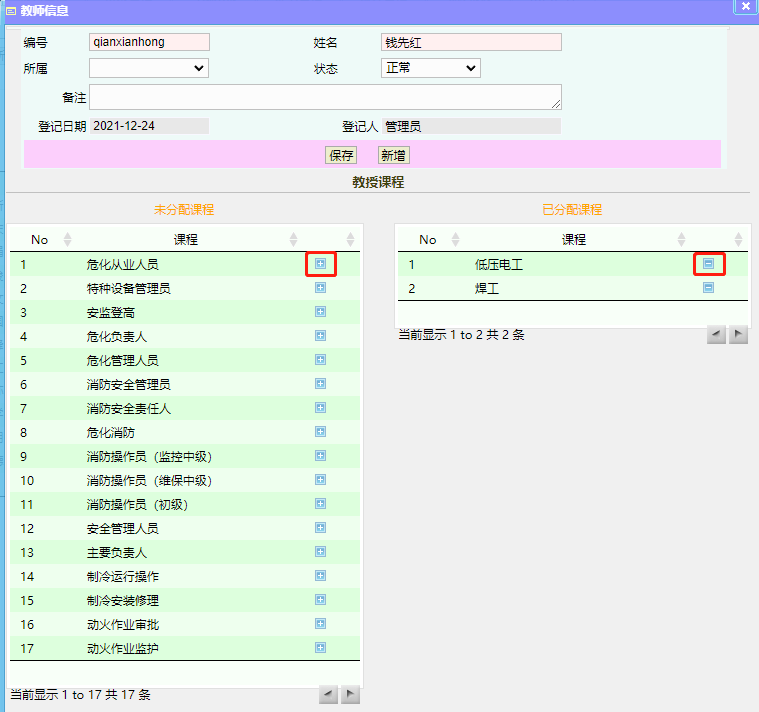 教师信息
编号 qianxianhong 姓名 钱先红
所属 状态 正常
备注
登记日期 2021-12-24 登记人 管理员
保存 新增
教授课程
未分配课程
No 课程
1 危化从业人员
2 特种设备管理员
3 安监登高
4 危化负责人
5 危化管理人员
6 消防安全管理员
7 消防安全责任人
8 危化消防
9 消防操作员（监控中级）
10 消防操作员（维保中级）
11 消防操作员（初级）
12 安全管理人员
13 主要负责人
14 制冷运行操作
15 制冷安装修理
16 动火作业审批
17 动火作业监护
当前显示 1 to 17 共 17 条
已分配课程
No 课程
1 低压电工
2 焊工
当前显示 1 to 2 共 2 条